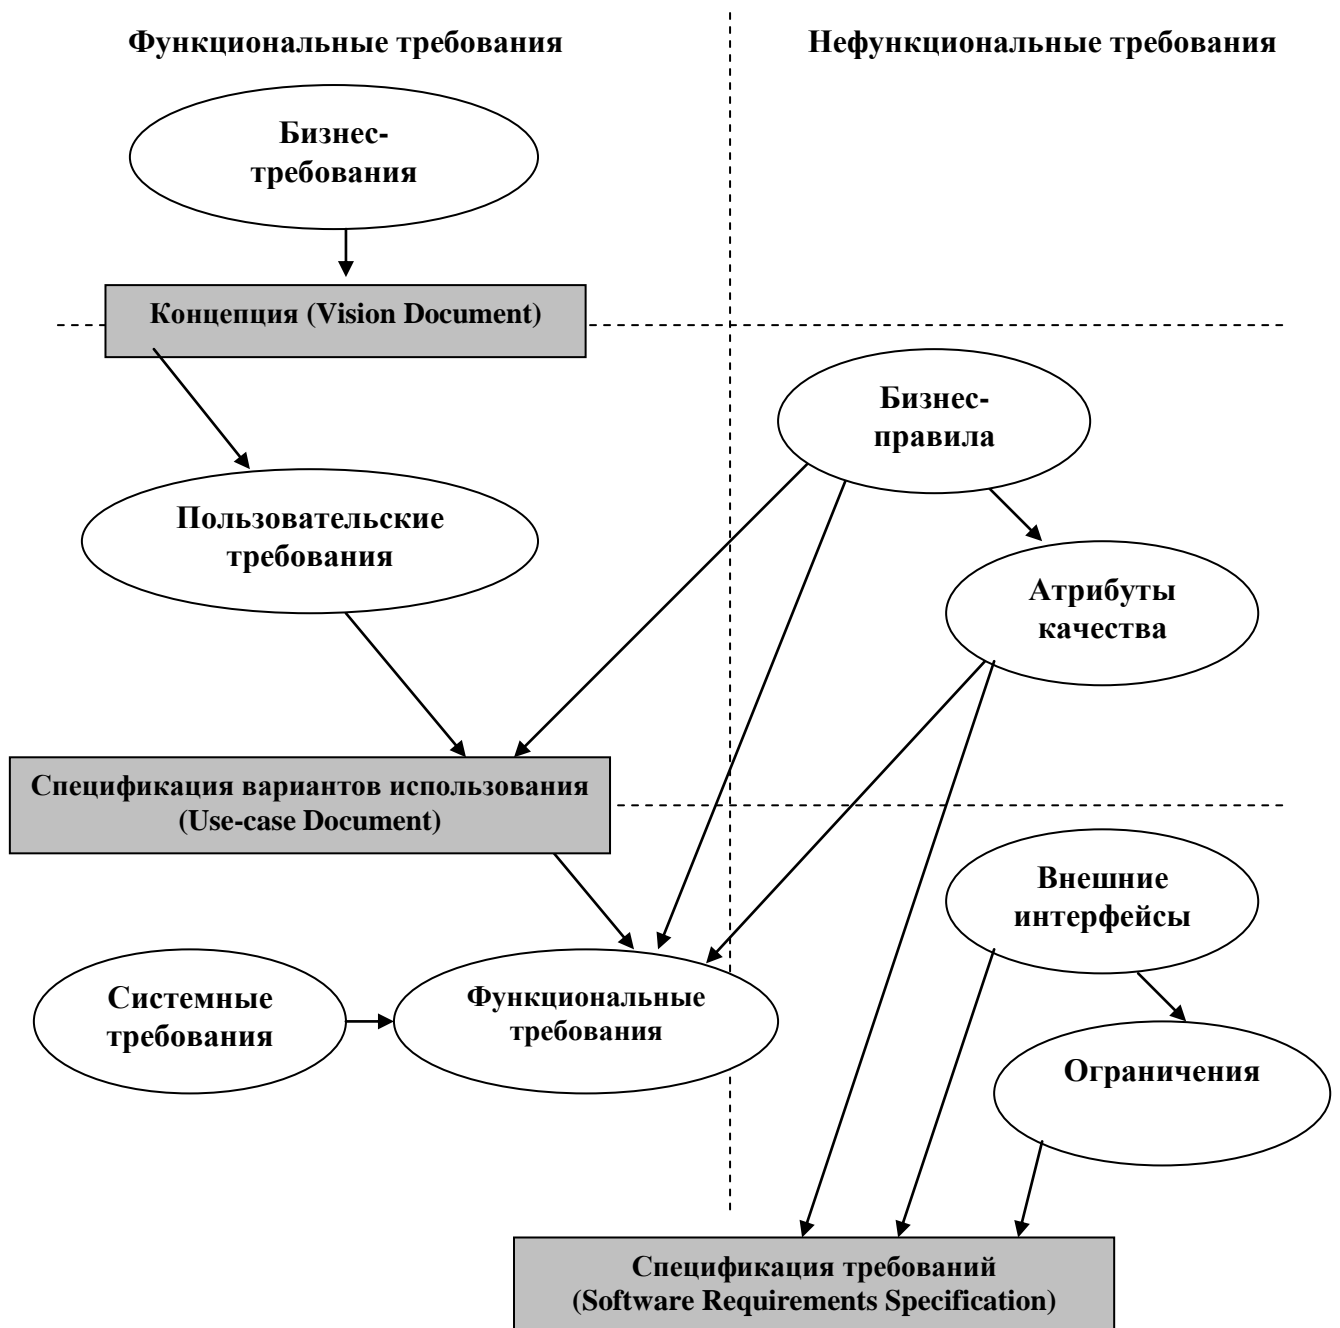 Функциональные требования
Нефункциональные требования
Бизнес-
требования
Концепция (Vision Document)
Бизнес-
правила
Пользовательские
требования
Атрибуты
качества
Спецификация вариантов использования
(Use-case Document)
Внешние
интерфейсы
Системные
требования
Функциональные
требования
Ограничения
Спецификация требований
(Software Requirements Specification)